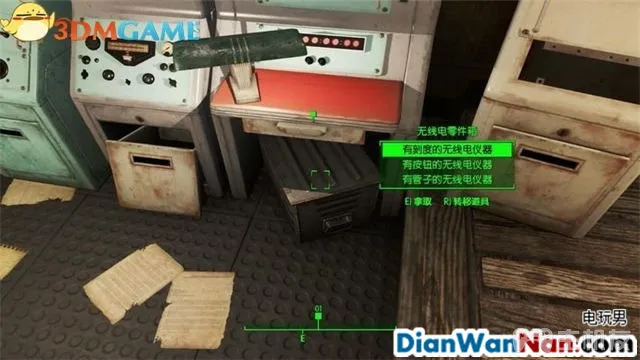 3DMGAME
无线电零件箱
有刻度的无线电仪器
有按钮的无线电仪器
有管子的无线电仪器
E) 拿取 R) 转移道具
01
E
电玩男
DianWanNan.com